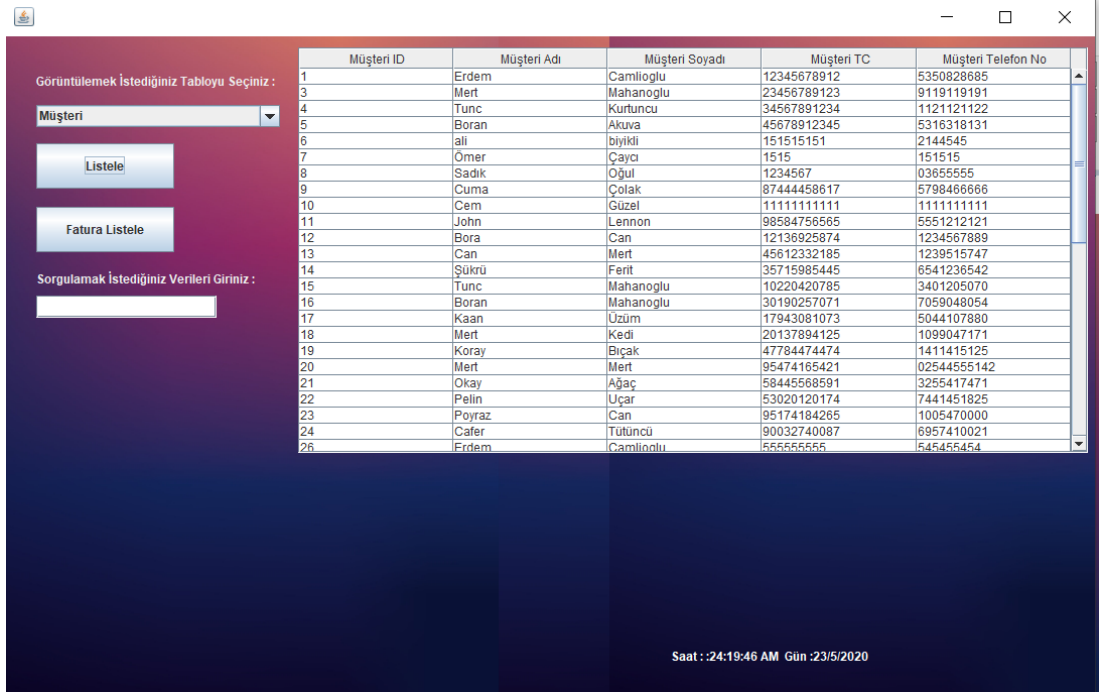 Görüntülemek İstediğiniz Tabloyu Seçiniz :
Müşteri
Listele
Fatura Listele
Sorgulamak İstediğiniz Verileri Giriniz :
Müşteri ID Müşteri Adı Müşteri Soyadı Müşteri TC Müşteri Telefon No
1 Erdem Camlioglu 12345678912 5350828685
3 Mert Mahanoglu 23456789123 9119119191
4 Tunc Kurtuncu 34567891234 1121121122
5 Boran Akuva 45678912345 5316318131
6 ali biyikli 151515151 2144545
7 Ömer Çaycı 1515 151515
8 Sadık Oğul 1234567 03655555
9 Cuma Çolak 87444458617 5798466666
10 Cem Güzel 11111111111 1111111111
11 John Lennon 98584756565 5551212121
12 Bora Can 12136925874 1234567889
13 Can Mert 45612332185 1239515747
14 Şükrü Ferit 35715985445 6541236542
15 Tunc Mahanoglu 10220420785 3401205070
16 Boran Mahanoglu 30190257071 7059048054
17 Kaan Üzüm 17943081073 5044107880
18 Mert Kedi 20137894125 1099047171
19 Koray Bıçak 47784474474 1411415125
20 Mert Mert 95474165421 02544555142
21 Okay Ağaç 58445568591 3255417471
22 Pelin Uçar 53020120174 7441451825
23 Poyraz Can 95174184265 1005470000
24 Cafer Tütüncü 90032740087 6957410021
26 Erdem Camlioglu 555555555 545455454
Saat : :24:19:46 AM Gün :23/5/2020